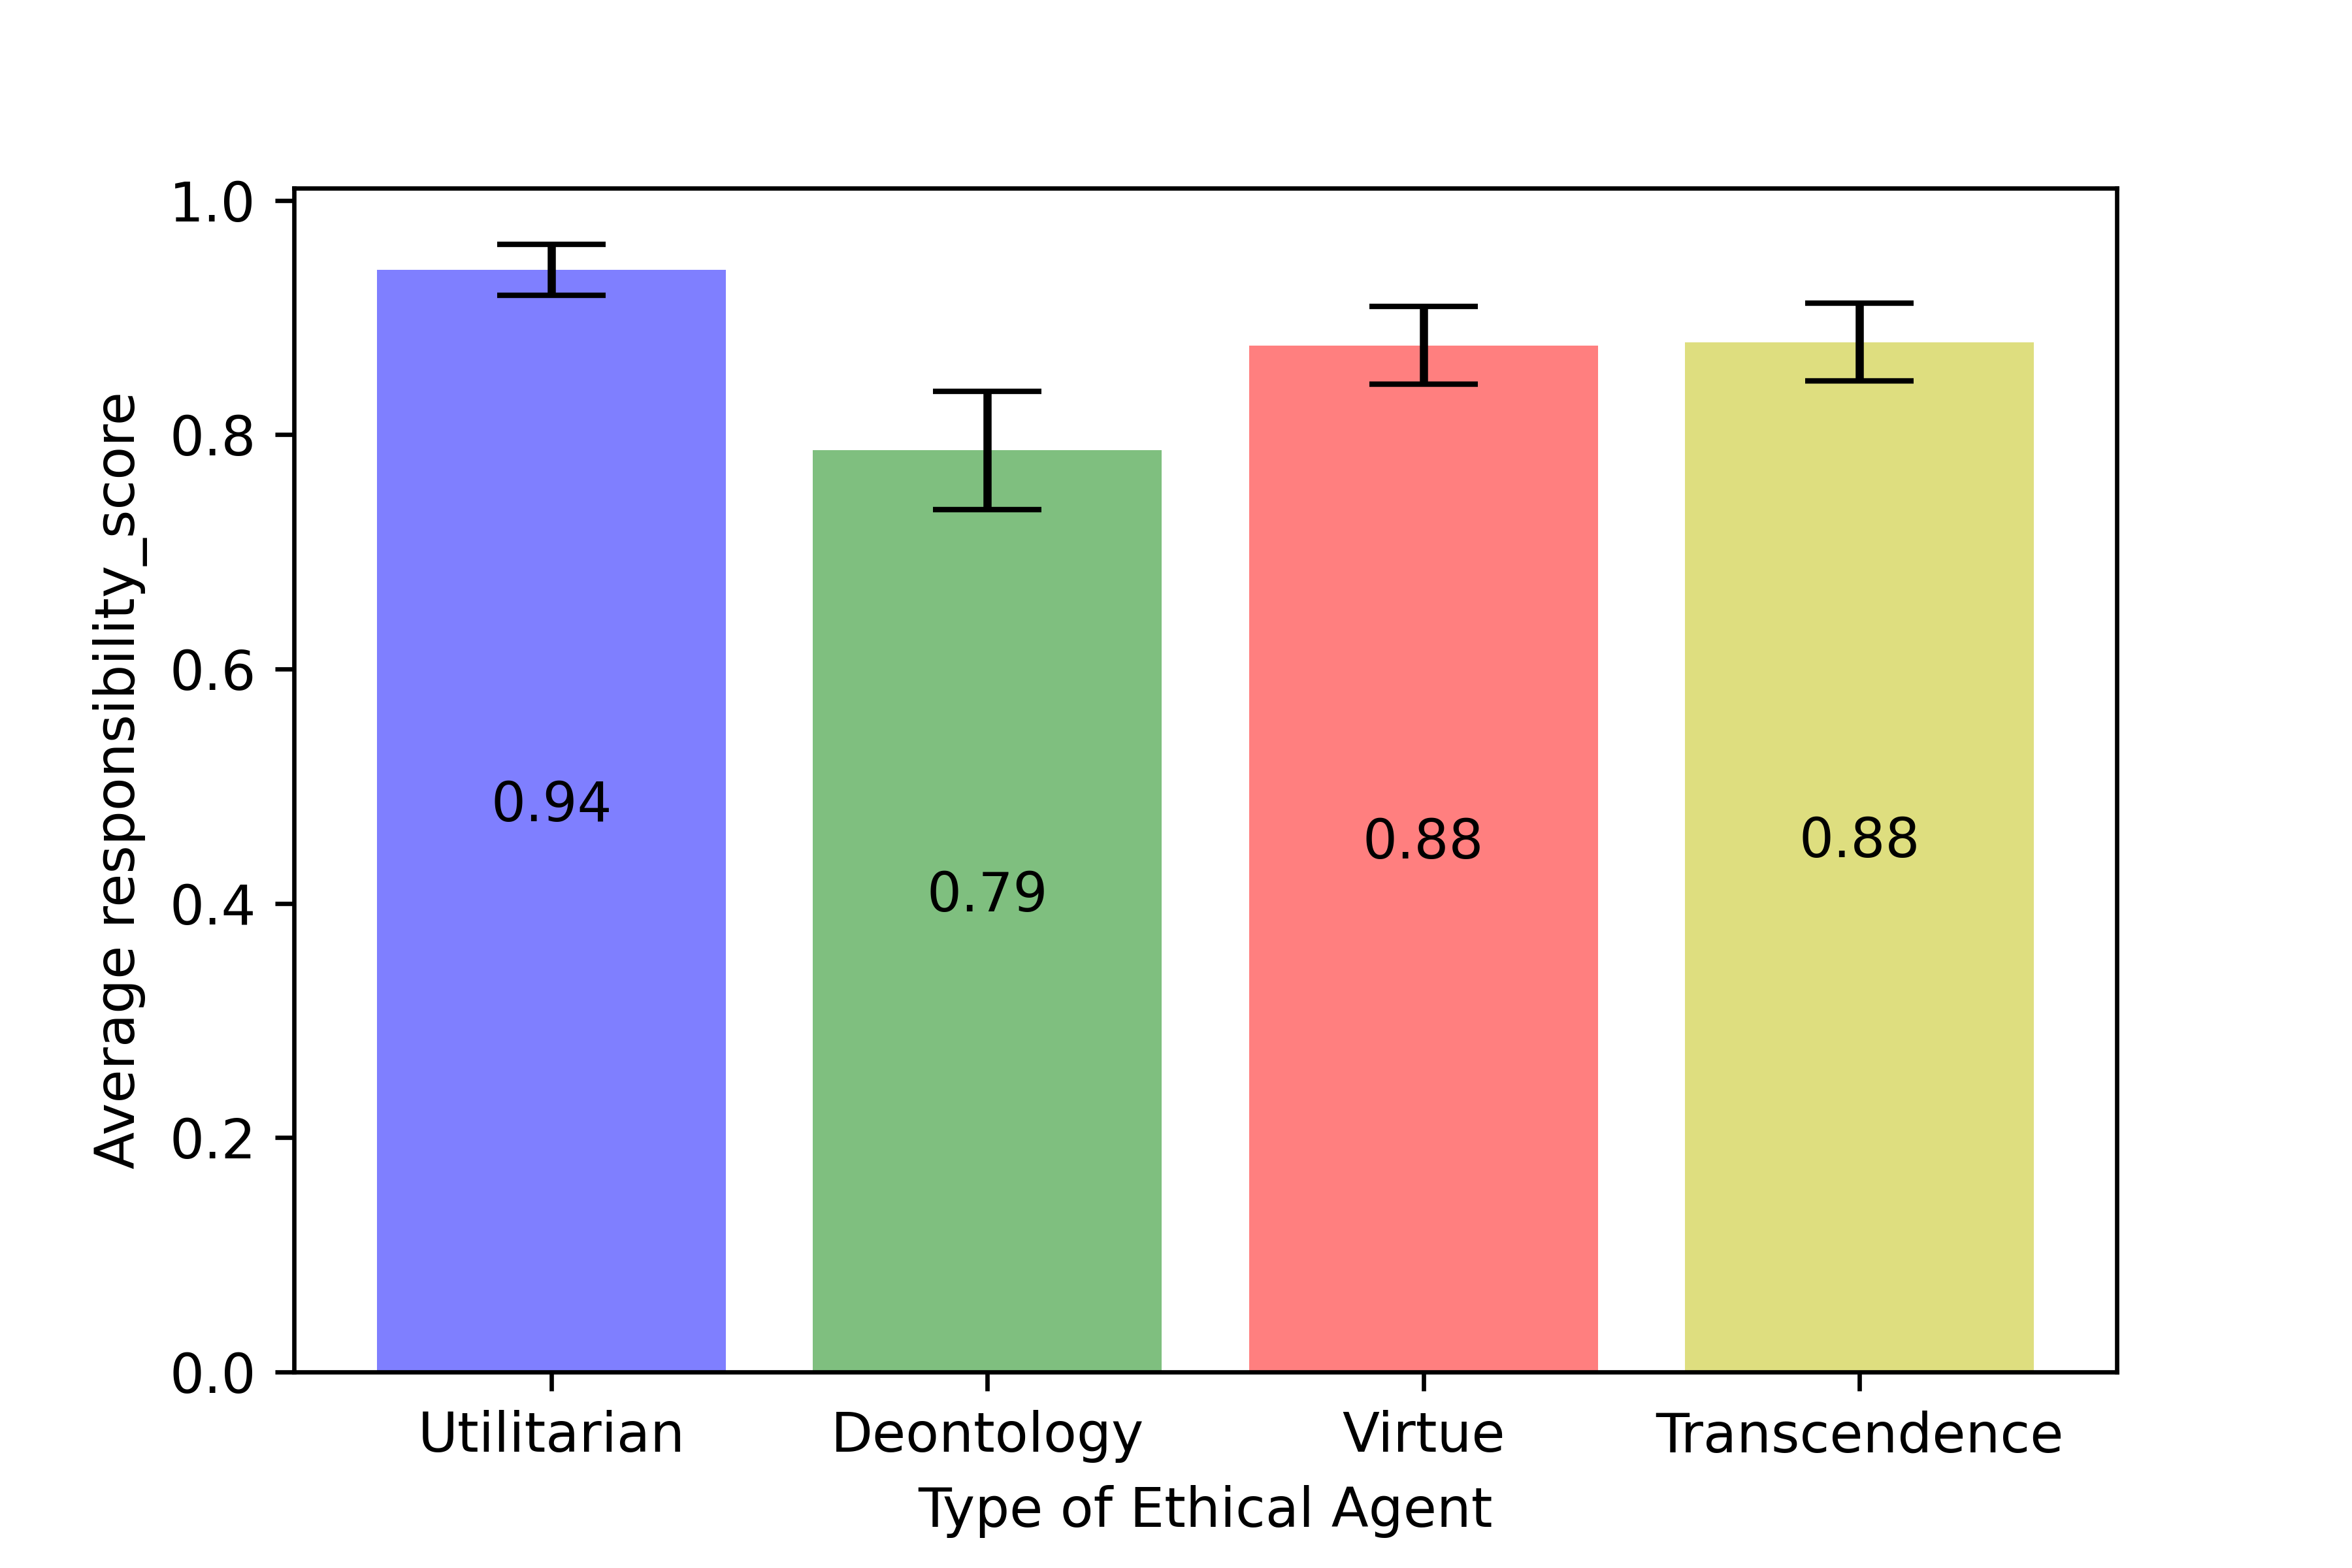 1.0
0.8
0.6
0.4
0.2
0.0
Average responsibility_score
0.94
0.79
0.88
0.88
Utilitarian
Deontology
Virtue
Transcendence
Type of Ethical Agent